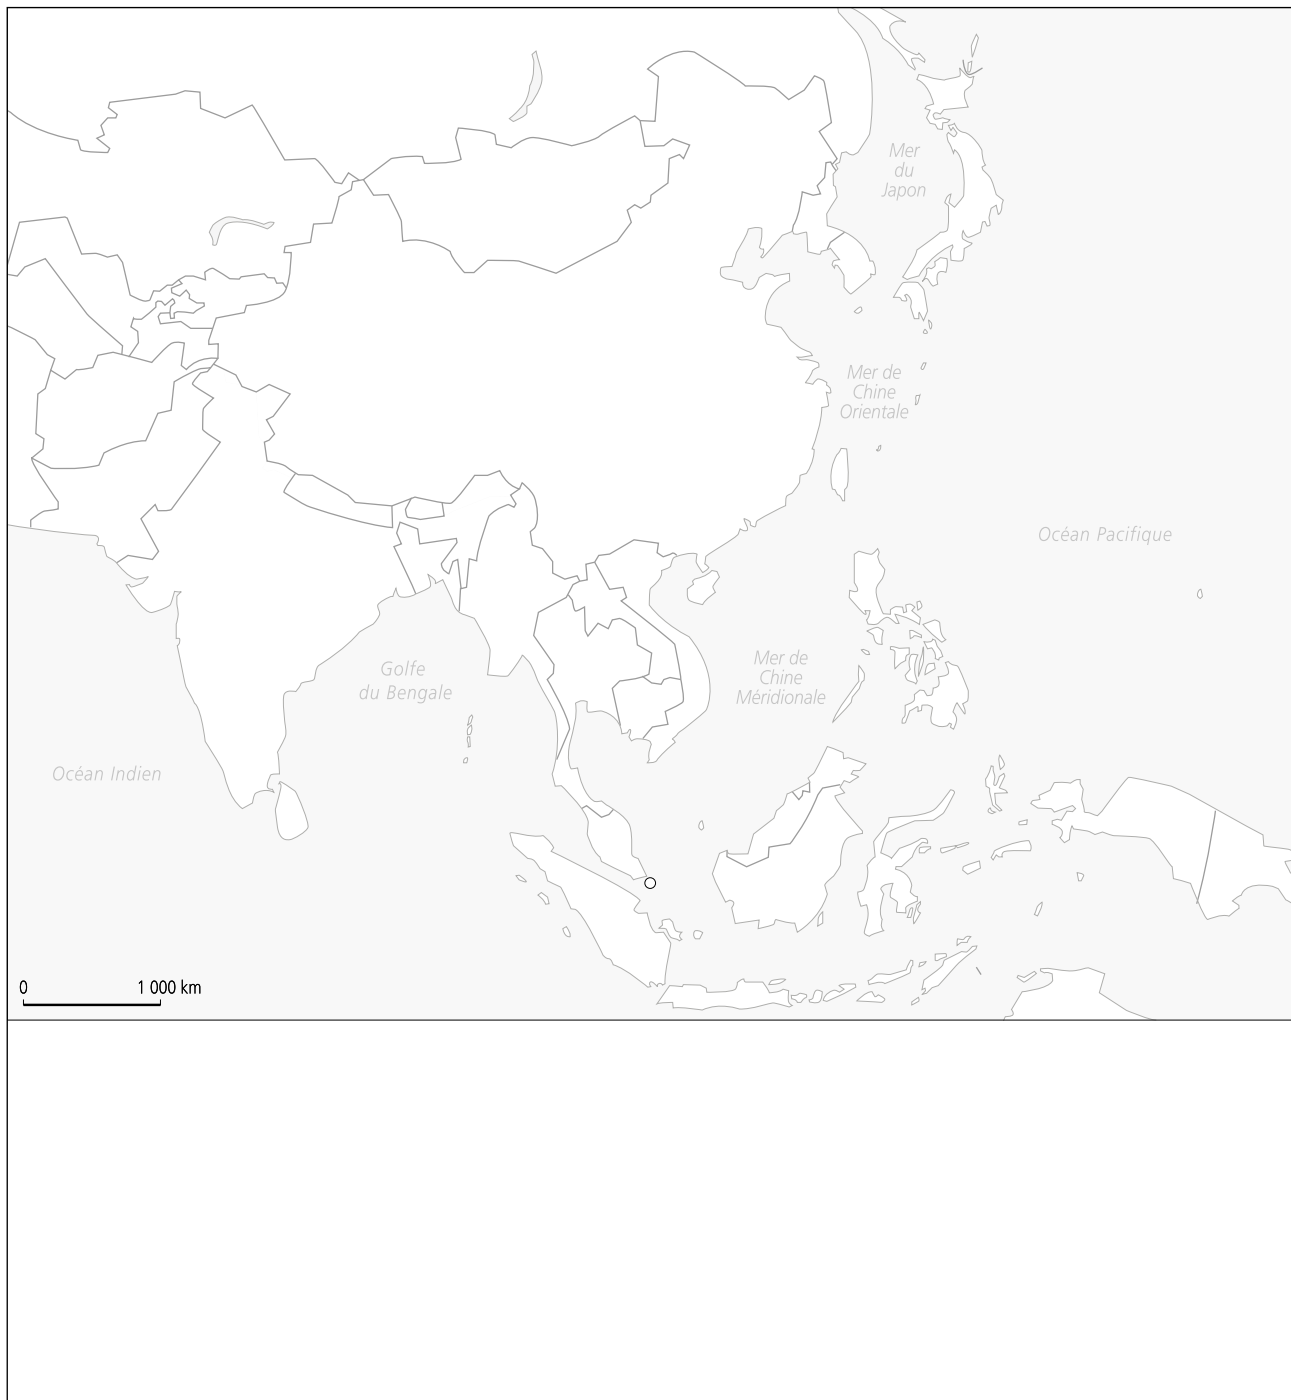 Mer
du
Japon
Mer de
Chine
Orientale
Océan Pacifique
Golfe
du Bengale
Mer de
Chine
Méridionale
Océan Indien
0 1 000 km